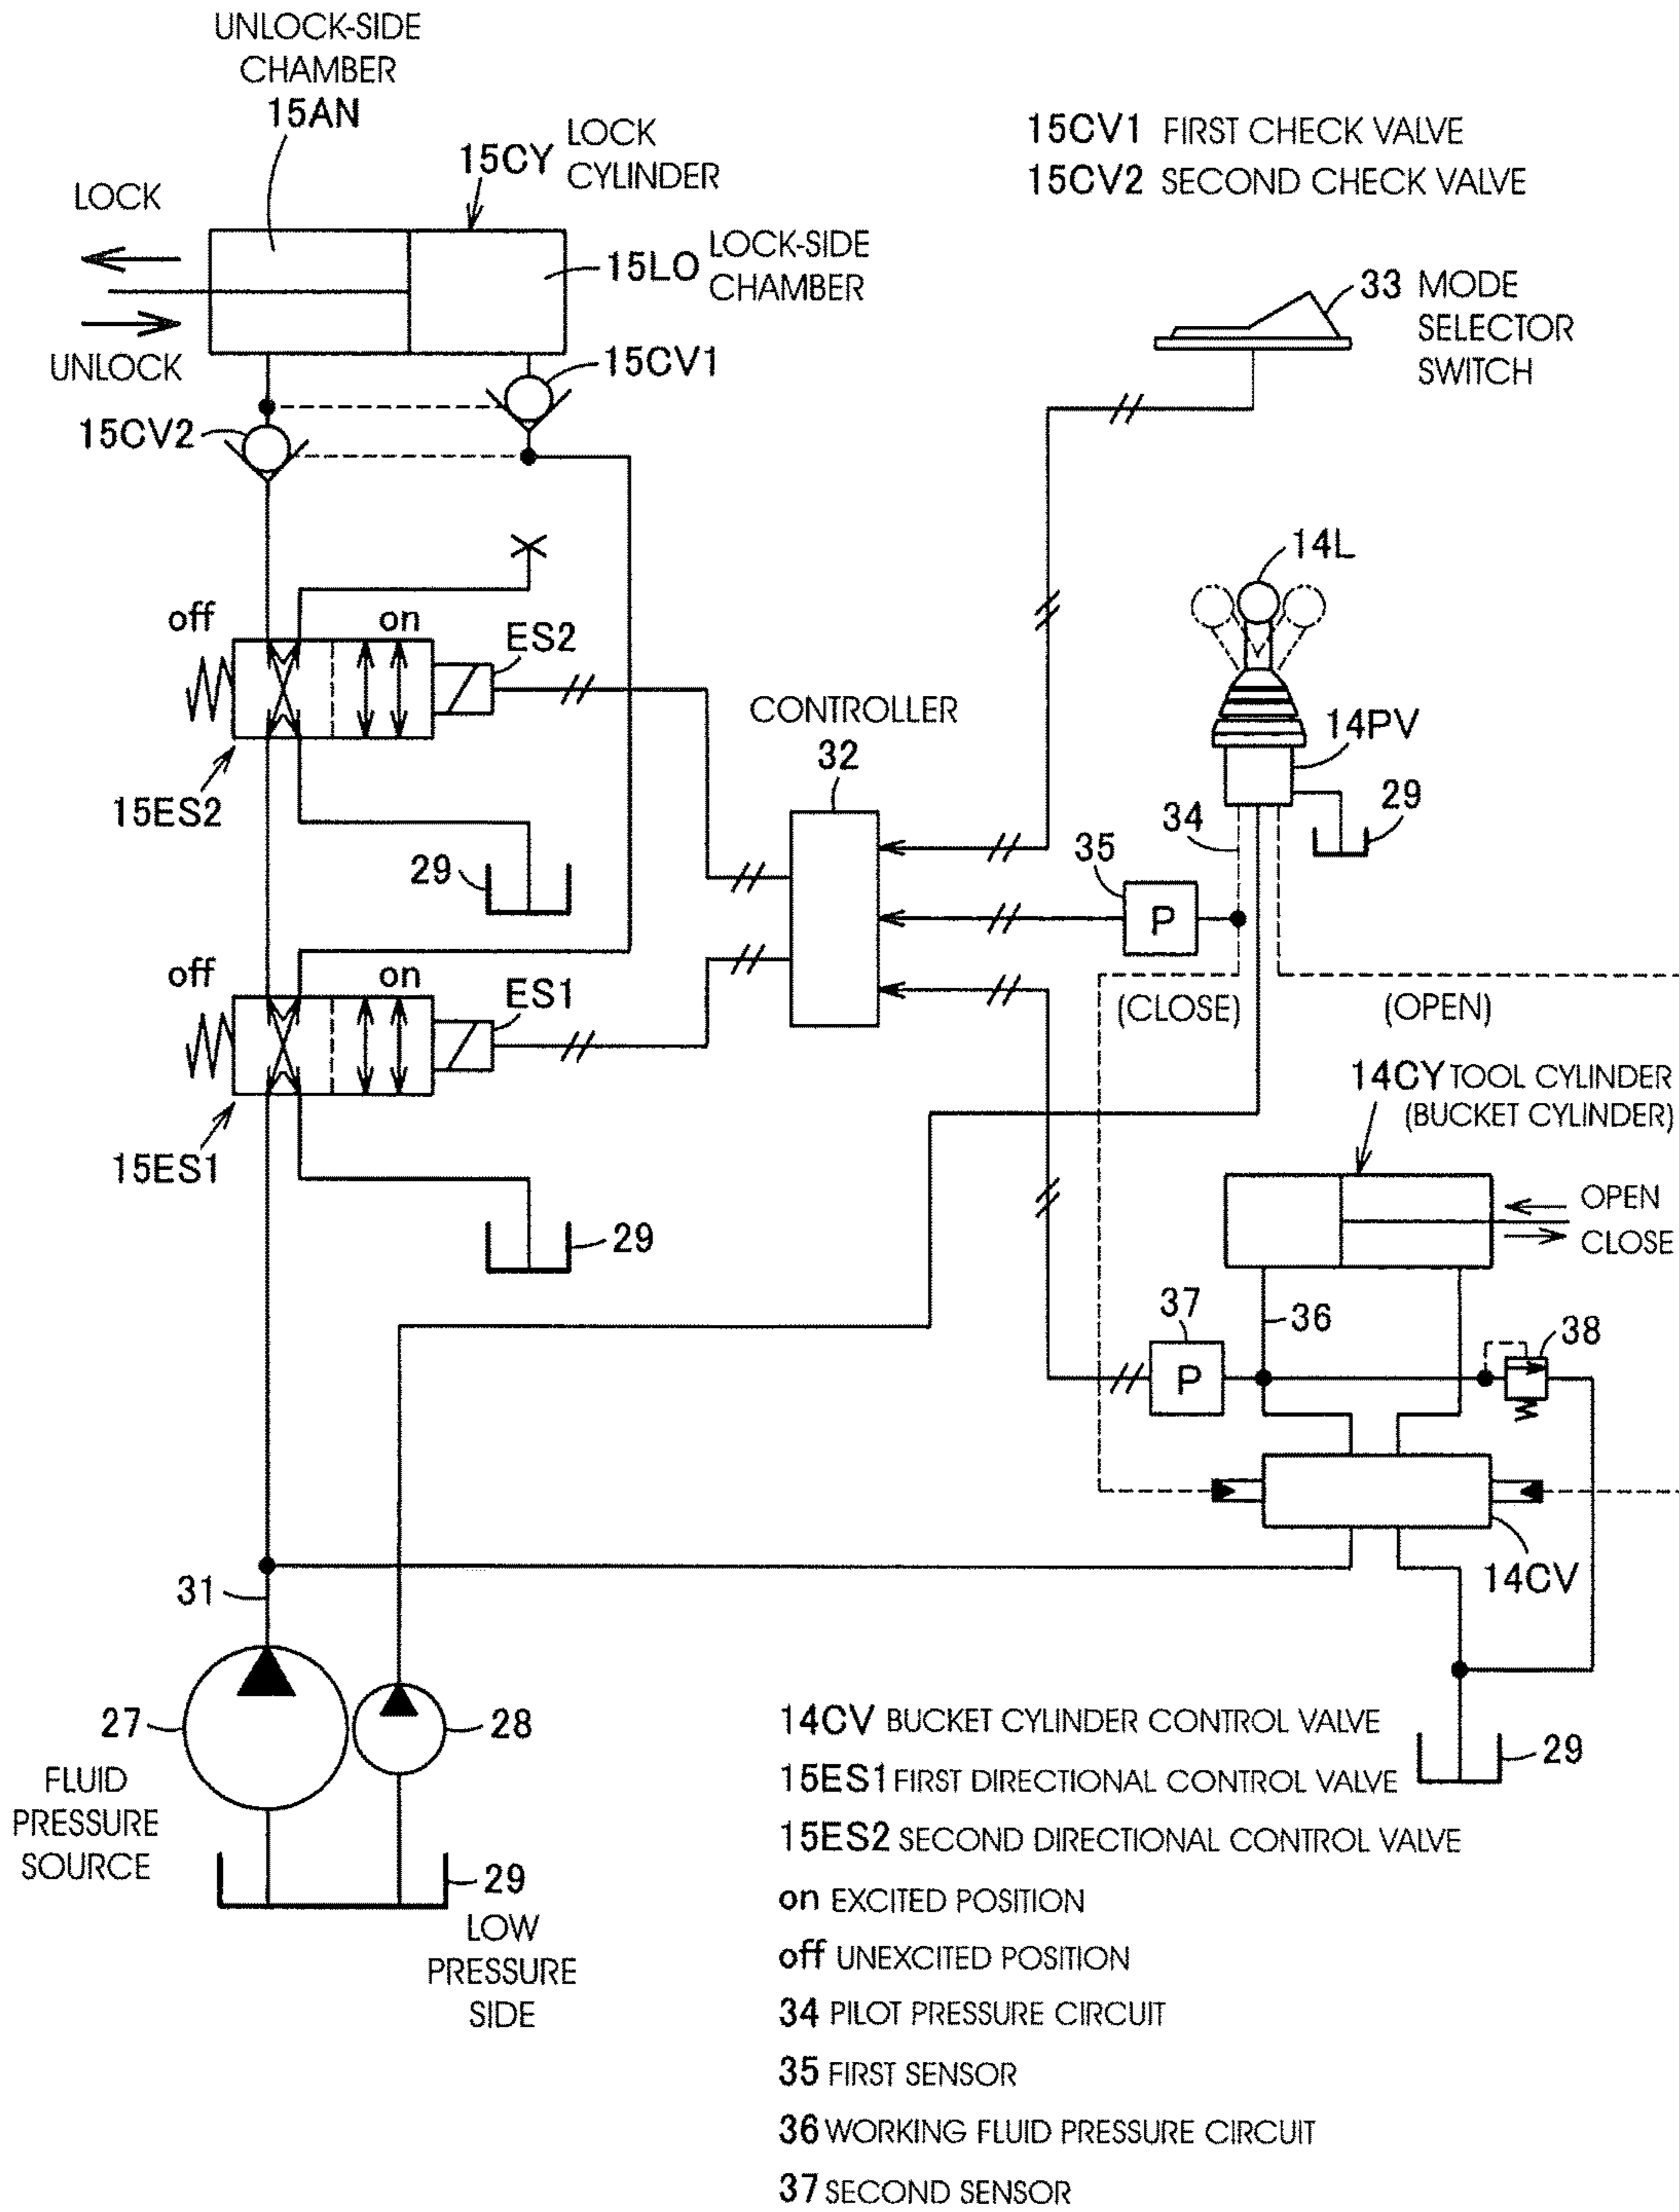 UNLOCK-SIDE
CHAMBER
15AN
15CY LOCK
CYLINDER
15CV1 FIRST CHECK VALVE
15CV2 SECOND CHECK VALVE
LOCK
UNLOCK
15LO LOCK-SIDE
CHAMBER
33 MODE
SELECTOR
SWITCH
15CV1
15CV2
off
on
ES2
15ES2
29
off
on
ES1
15ES1
29
CONTROLLER
32
14L
14PV
29
34
35
P
(CLOSE)
(OPEN)
14CY TOOL CYLINDER
(BUCKET CYLINDER)
OPEN
CLOSE
36
37
P
38
14CV
29
31
27
FLUID
PRESSURE
SOURCE
28
29
LOW
PRESSURE
SIDE
14CV BUCKET CYLINDER CONTROL VALVE
15ES1 FIRST DIRECTIONAL CONTROL VALVE
15ES2 SECOND DIRECTIONAL CONTROL VALVE
on EXCITED POSITION
off UNEXCITED POSITION
34 PILOT PRESSURE CIRCUIT
35 FIRST SENSOR
36 WORKING FLUID PRESSURE CIRCUIT
37 SECOND SENSOR